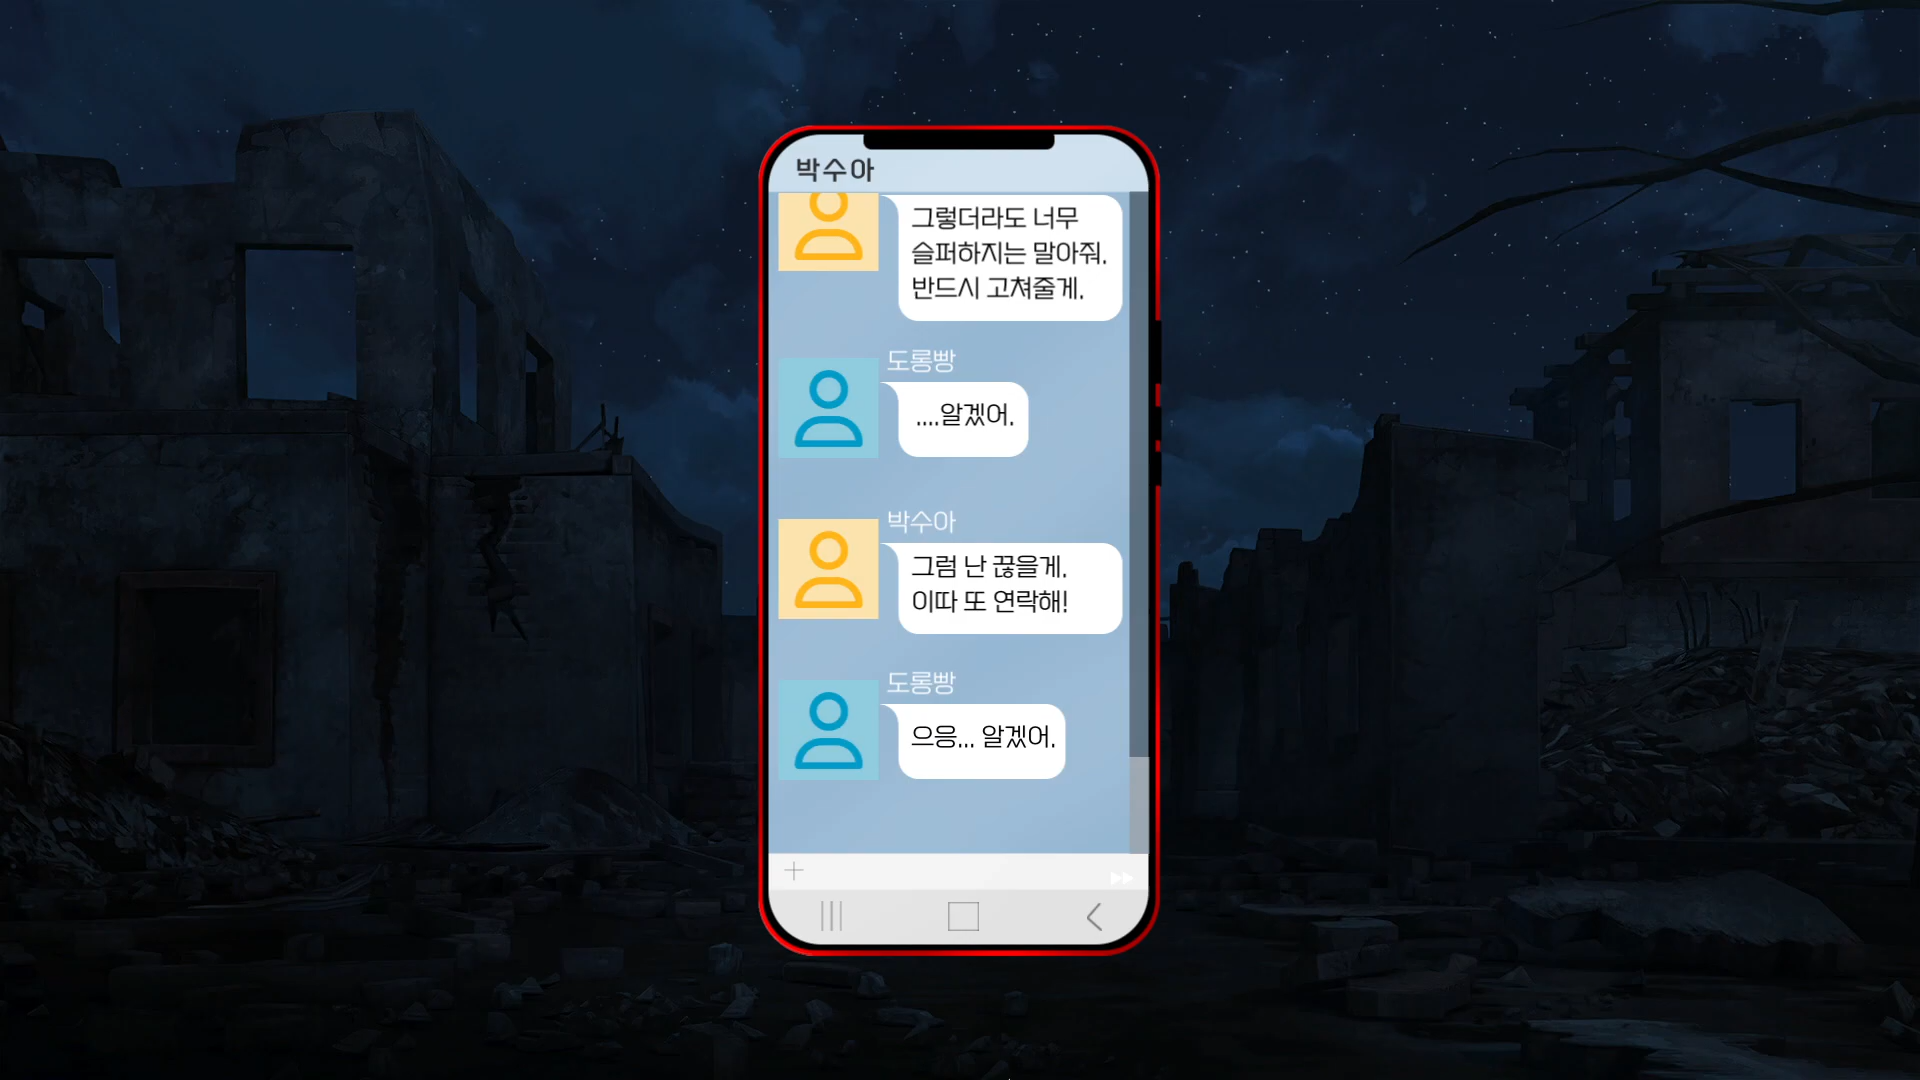 박수아
그렇더라도 너무
슬퍼하지는 말아줘.
반드시 고쳐줄게.
도롱빵
....알겠어.
박수아
그럼 난 끊을게.
이따 또 연락해!
도롱빵
으응... 알겠어.